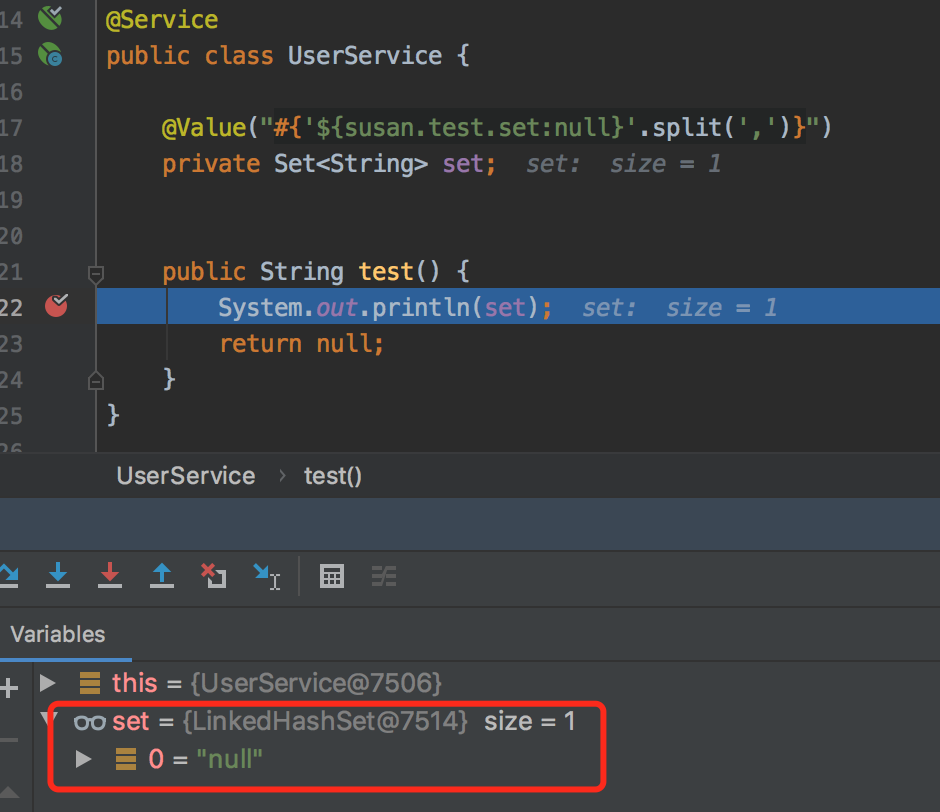 14 @Service
15 public class UserService {
16
17 @Value("#{'${susan.test.set:null}'.split(',')}")
18 private Set<String> set; set: size = 1
19
20
21 public String test() {
22 System.out.println(set); set: size = 1
23 return null;
24 }
25 }
26
UserService › test()
Variables
this = {UserService@7506}
set = {LinkedHashSet@7514} size = 1
0 = "null"